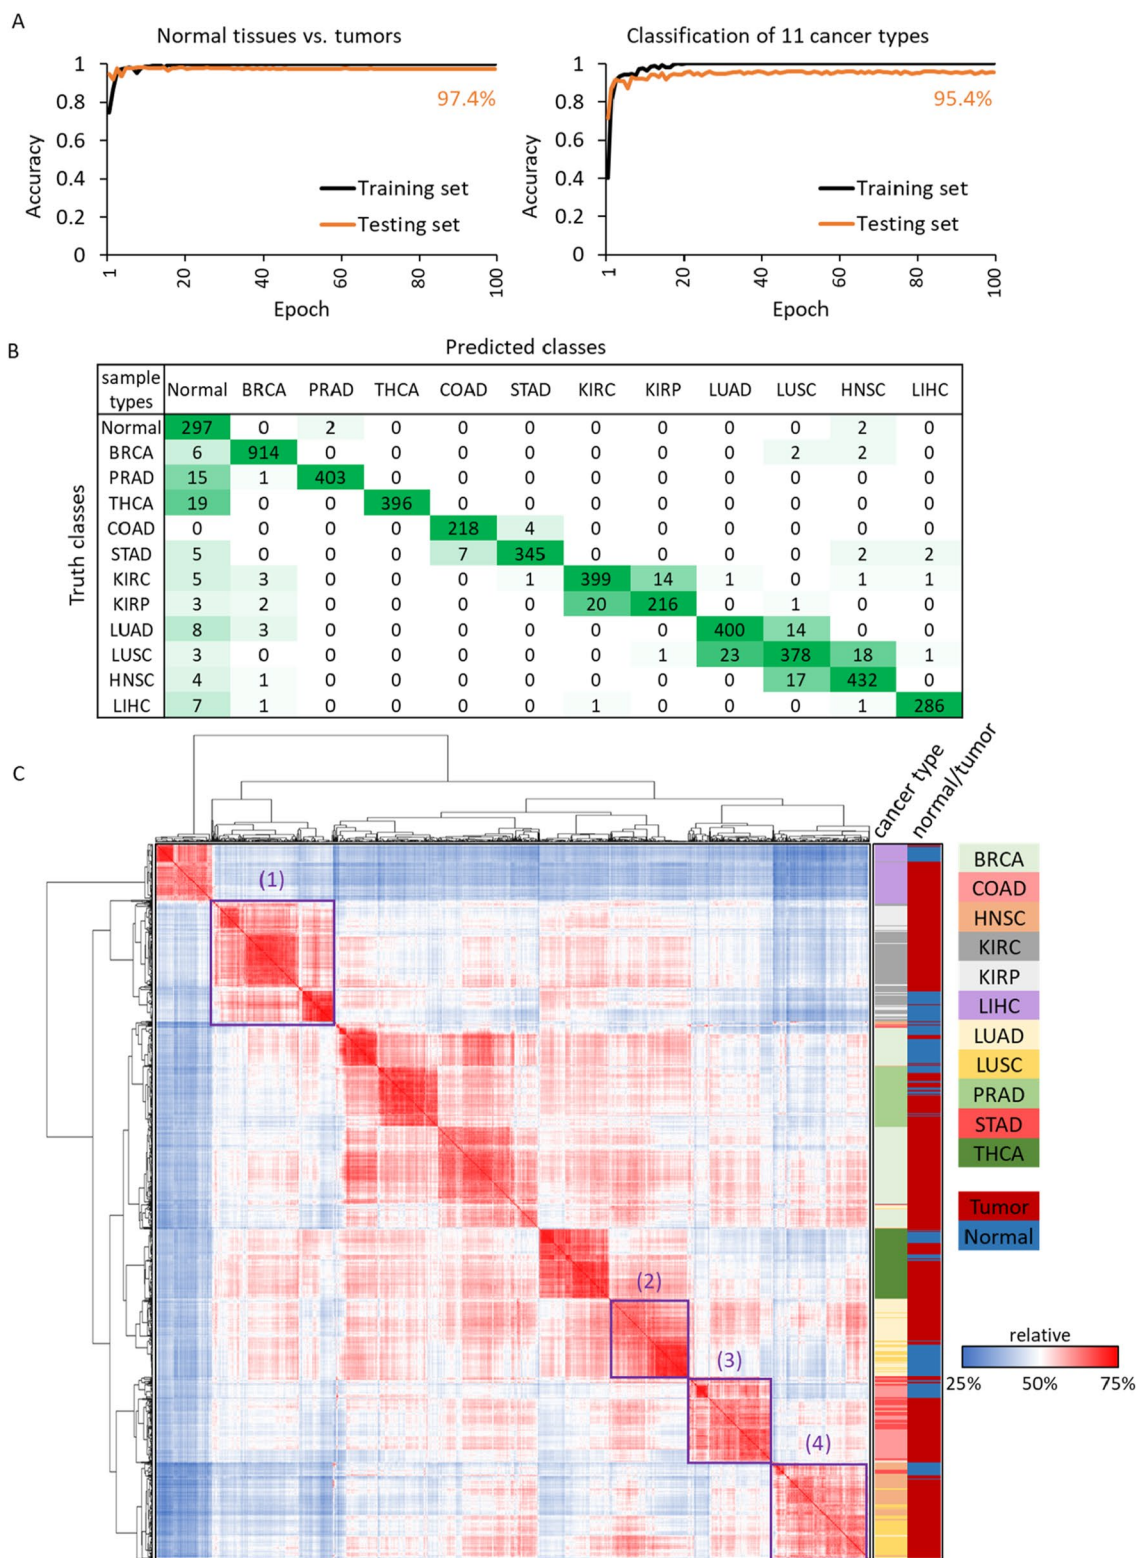 A
Normal tissues vs. tumors
Classification of 11 cancer types
1
0.8
0.6
0.4
0.2
0
Accuracy
97.4%
Training set
Testing set
1
20
40
60
80
100
Epoch
1
0.8
0.6
0.4
0.2
0
Accuracy
95.4%
Training set
Testing set
1
20
40
60
80
100
Epoch
B
Predicted classes
Truth classes
sample types Normal BRCA PRAD THCA COAD STAD KIRC KIRP LUAD LUSC HNSC LIHC
Normal 297 0 2 0 0 0 0 0 0 0 2 0
BRCA 6 914 0 0 0 0 0 0 0 2 2 0
PRAD 15 1 403 0 0 0 0 0 0 0 0 0
THCA 19 0 0 396 0 0 0 0 0 0 0 0
COAD 0 0 0 0 218 4 0 0 0 0 0 0
STAD 5 0 0 0 7 345 0 0 0 0 2 2
KIRC 5 3 0 0 0 1 399 14 1 0 1 1
KIRP 3 2 0 0 0 0 20 216 0 1 0 0
LUAD 8 3 0 0 0 0 0 0 400 14 0 0
LUSC 3 0 0 0 0 0 0 1 23 378 18 1
HNSC 4 1 0 0 0 0 0 0 0 17 432 0
LIHC 7 1 0 0 0 0 1 0 0 0 1 286
C
cancer type
normal/tumor
(1)
(2)
(3)
(4)
BRCA
COAD
HNSC
KIRC
KIRP
LIHC
LUAD
LUSC
PRAD
STAD
THCA
Tumor
Normal
relative
25% 50% 75%